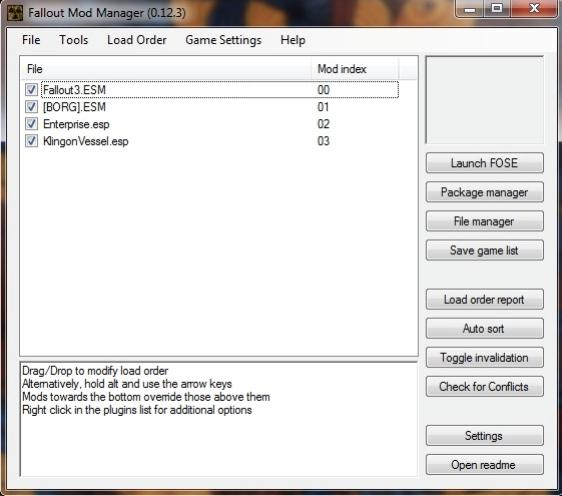 Fallout Mod Manager (0.12.3)
File Tools Load Order Game Settings Help
File Mod index
Fallout3.ESM 00
[BORG].ESM 01
Enterprise.esp 02
KlingonVessel.esp 03
Launch FOSE
Package manager
File manager
Save game list
Load order report
Auto sort
Toggle invalidation
Check for Conflicts
Settings
Open readme
Drag/Drop to modify load order
Alternatively, hold alt and use the arrow keys
Mods towards the bottom override those above them
Right click in the plugins list for additional options